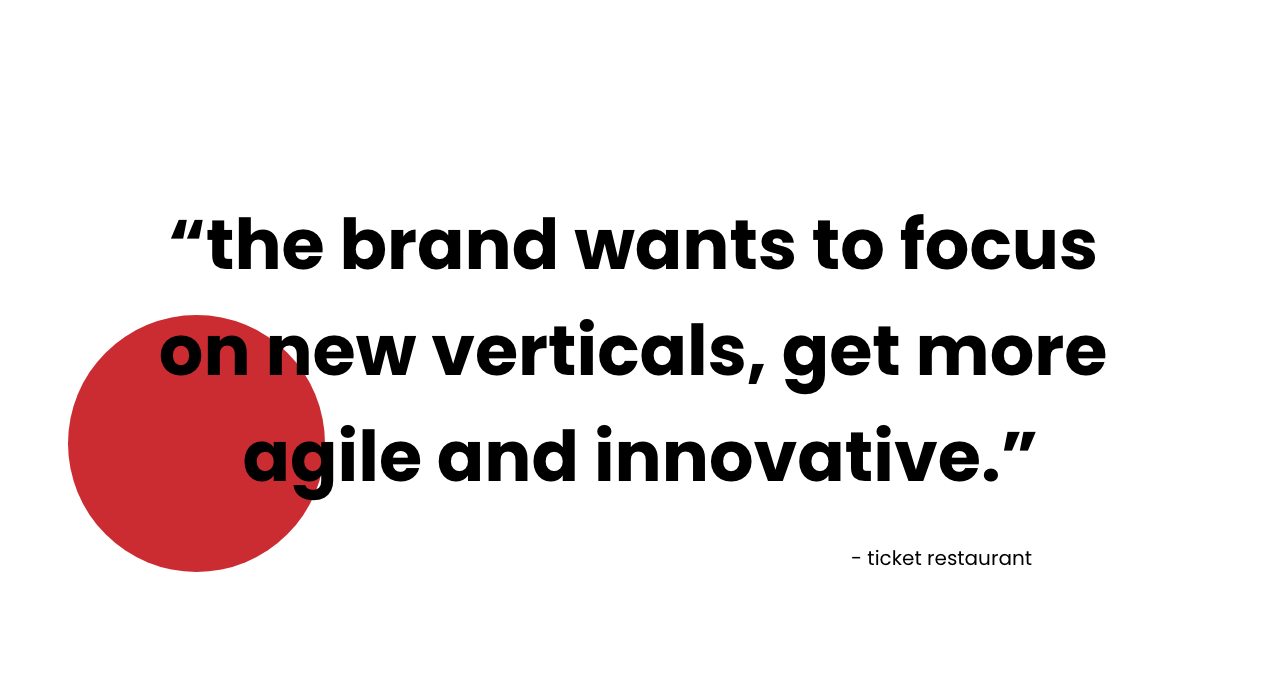 “the brand wants to focus
on new verticals, get more
agile and innovative.”
- ticket restaurant